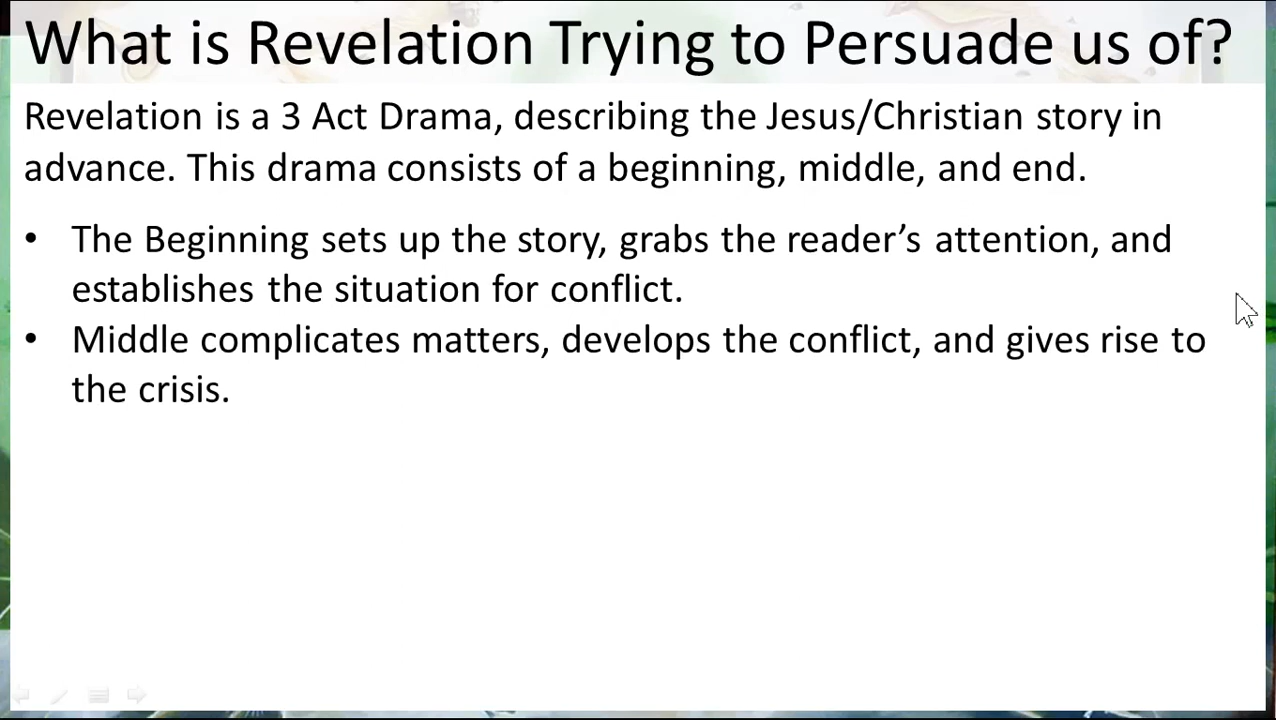 What is Revelation Trying to Persuade us of?
Revelation is a 3 Act Drama, describing the Jesus/Christian story in
advance. This drama consists of a beginning, middle, and end.
• The Beginning sets up the story, grabs the reader’s attention, and
establishes the situation for conflict.
• Middle complicates matters, develops the conflict, and gives rise to
the crisis.